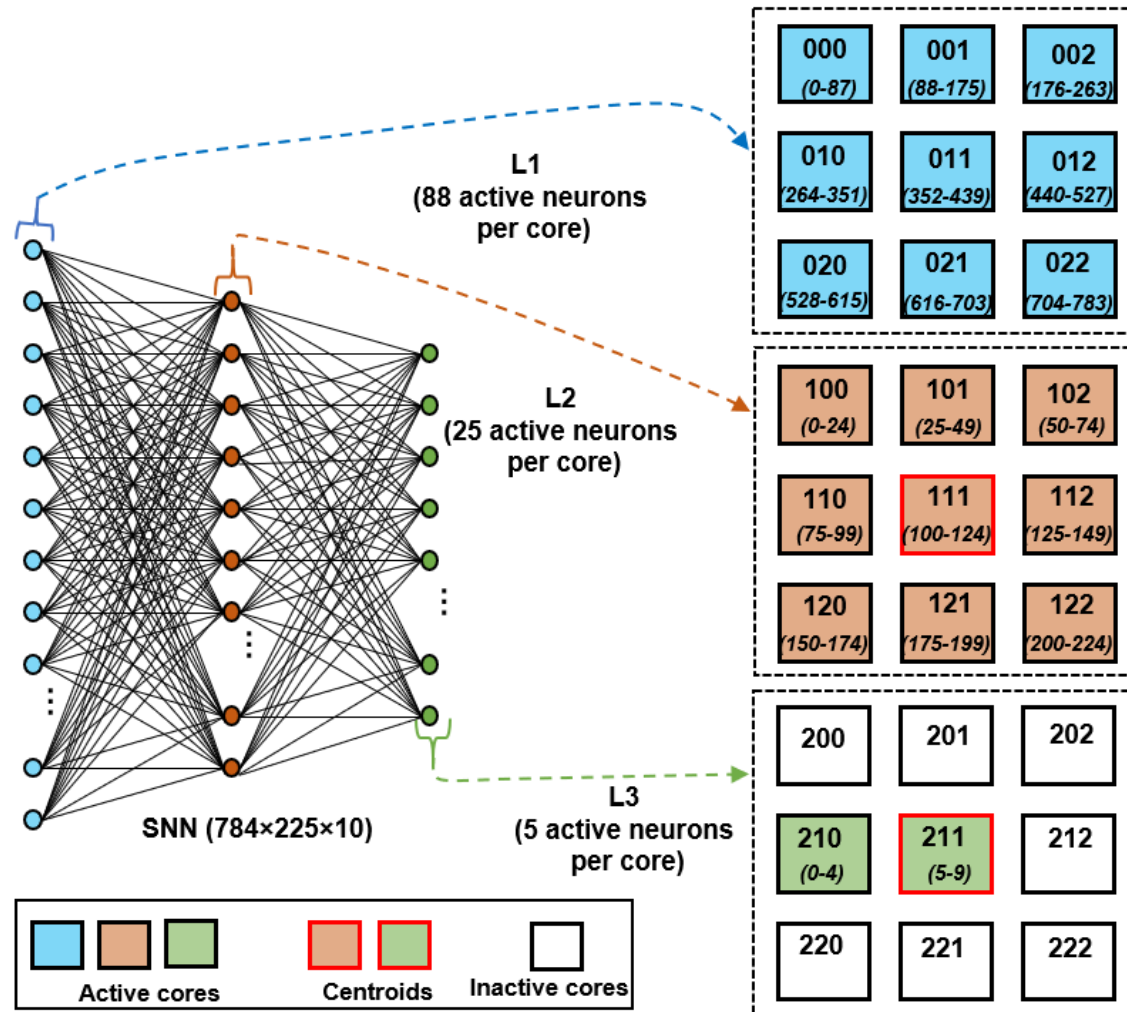 000 001 002
(0-87) (88-175) (176-263)
010 011 012
(264-351) (352-439) (440-527)
020 021 022
(528-615) (616-703) (704-783)
L1
(88 active neurons
per core)
100 101 102
(0-24) (25-49) (50-74)
110 111 112
(75-99) (100-124) (125-149)
120 121 122
(150-174) (175-199) (200-224)
L2
(25 active neurons
per core)
200 201 202
210 211 212
(0-4) (5-9)
220 221 222
L3
(5 active neurons
per core)
SNN (784×225×10)
Active cores Centroids Inactive cores